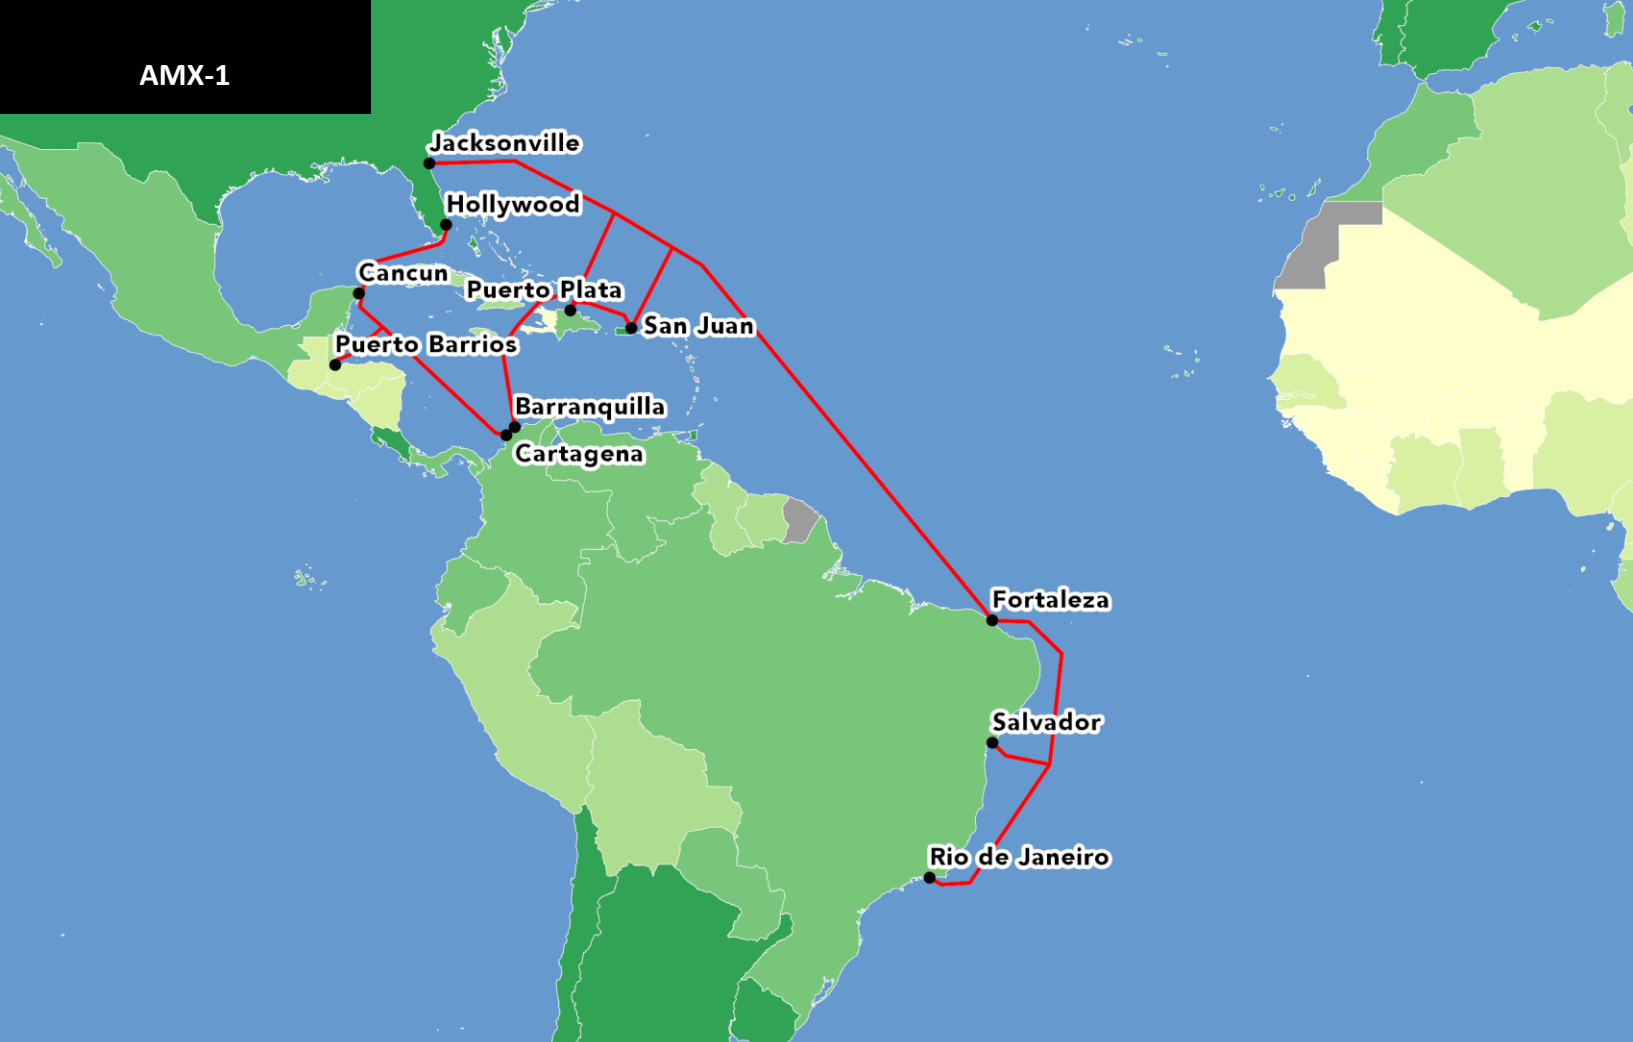 AMX-1
Jacksonville
Hollywood
Cancun
Puerto Plata
San Juan
Puerto Barrios
Barranquilla
Cartagena
Fortaleza
Salvador
Rio de Janeiro